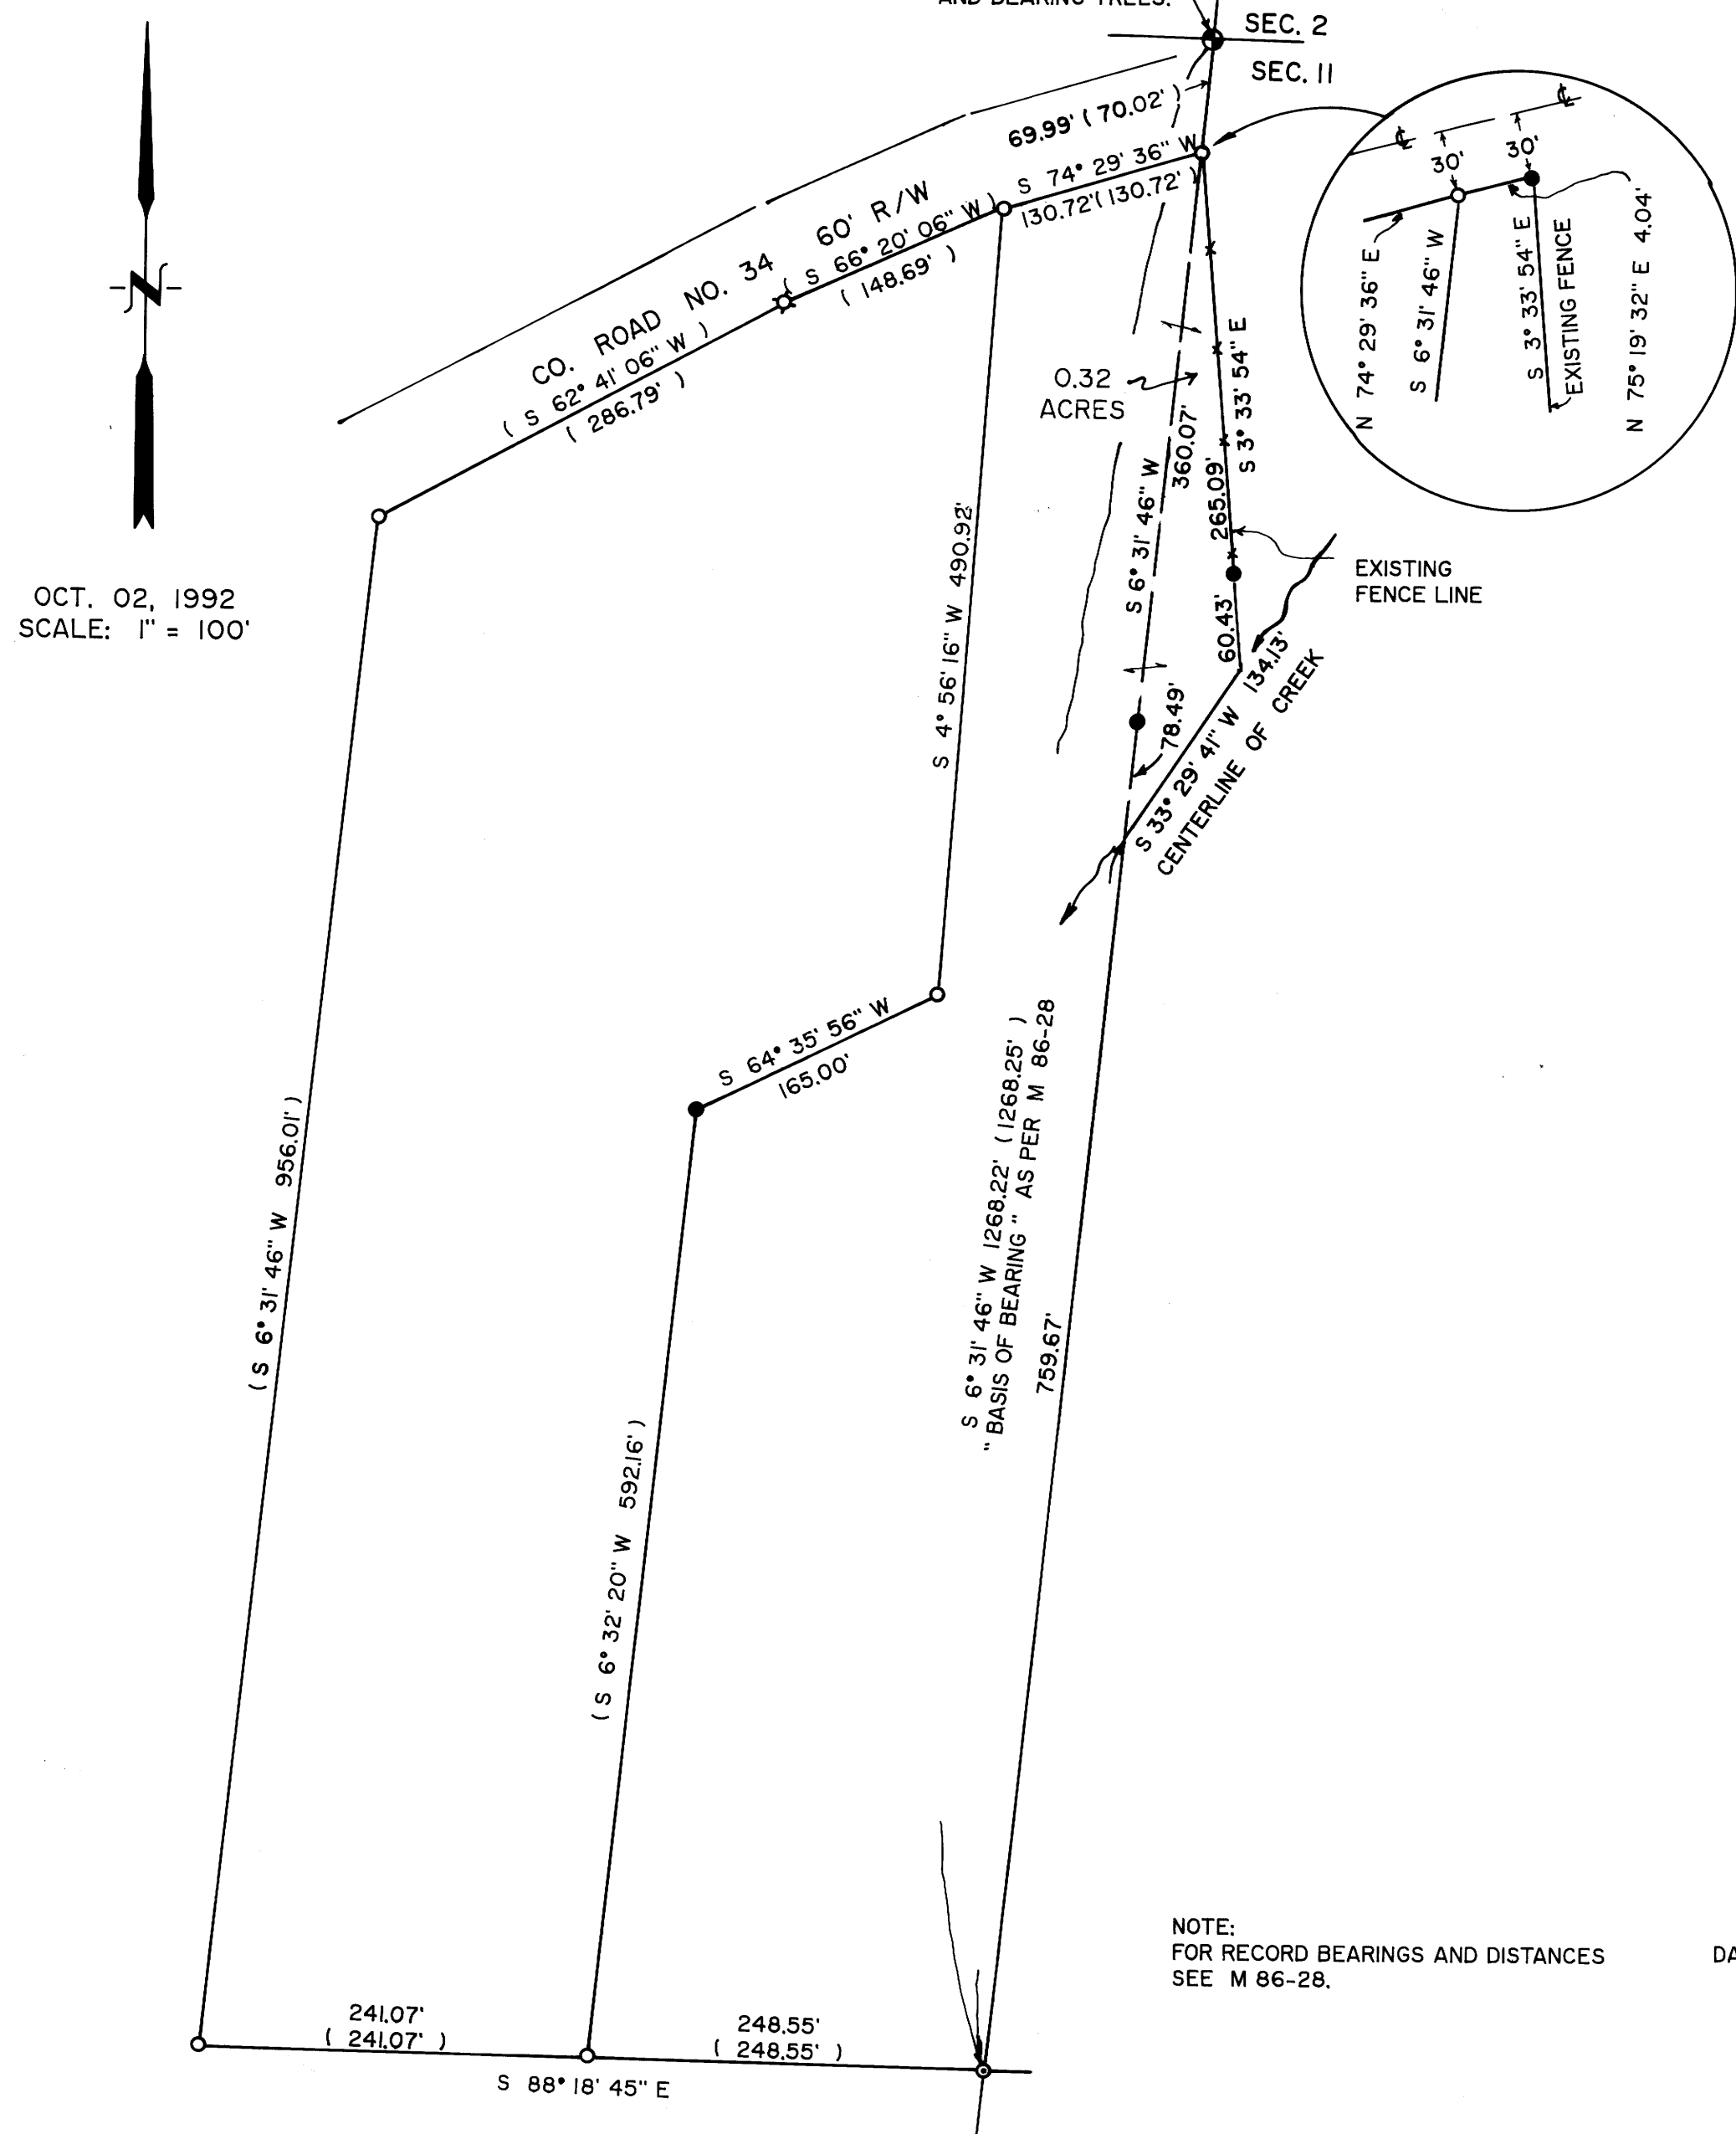 AND BEARING TREES.
SEC. 2
SEC. 11
69.99' ( 70.02' )
S 74° 29' 36" W
130.72' ( 130.72' )
CO. ROAD NO. 34 60' R/W
( S 66° 20' 06" W )
( 148.69' )
( S 62° 41' 06" W )
( 286.79' )
℄
℄
30'
30'
N 74° 29' 36" E
S 6° 31' 46" W
S 3° 33' 54" E
EXISTING FENCE
N 75° 19' 32" E 4.04'
N
OCT. 02, 1992
SCALE: 1" = 100'
0.32
ACRES
S 6° 31' 46" W
360.07'
265.09'
S 3° 33' 54" E
EXISTING
FENCE LINE
60.43'
78.49'
S 33° 29' 41" W 134.13'
CENTERLINE OF CREEK
S 4° 56' 16" W 490.92'
S 64° 35' 56" W
165.00'
( S 6° 31' 46" W 956.01' )
( S 6° 32' 20" W 592.16' )
S 6° 31' 46" W 1268.22' ( 1268.25' )
" BASIS OF BEARING " AS PER M 86-28
759.67'
NOTE:
FOR RECORD BEARINGS AND DISTANCES
SEE M 86-28.
DA
241.07'
( 241.07' )
248.55'
( 248.55' )
S 88° 18' 45" E